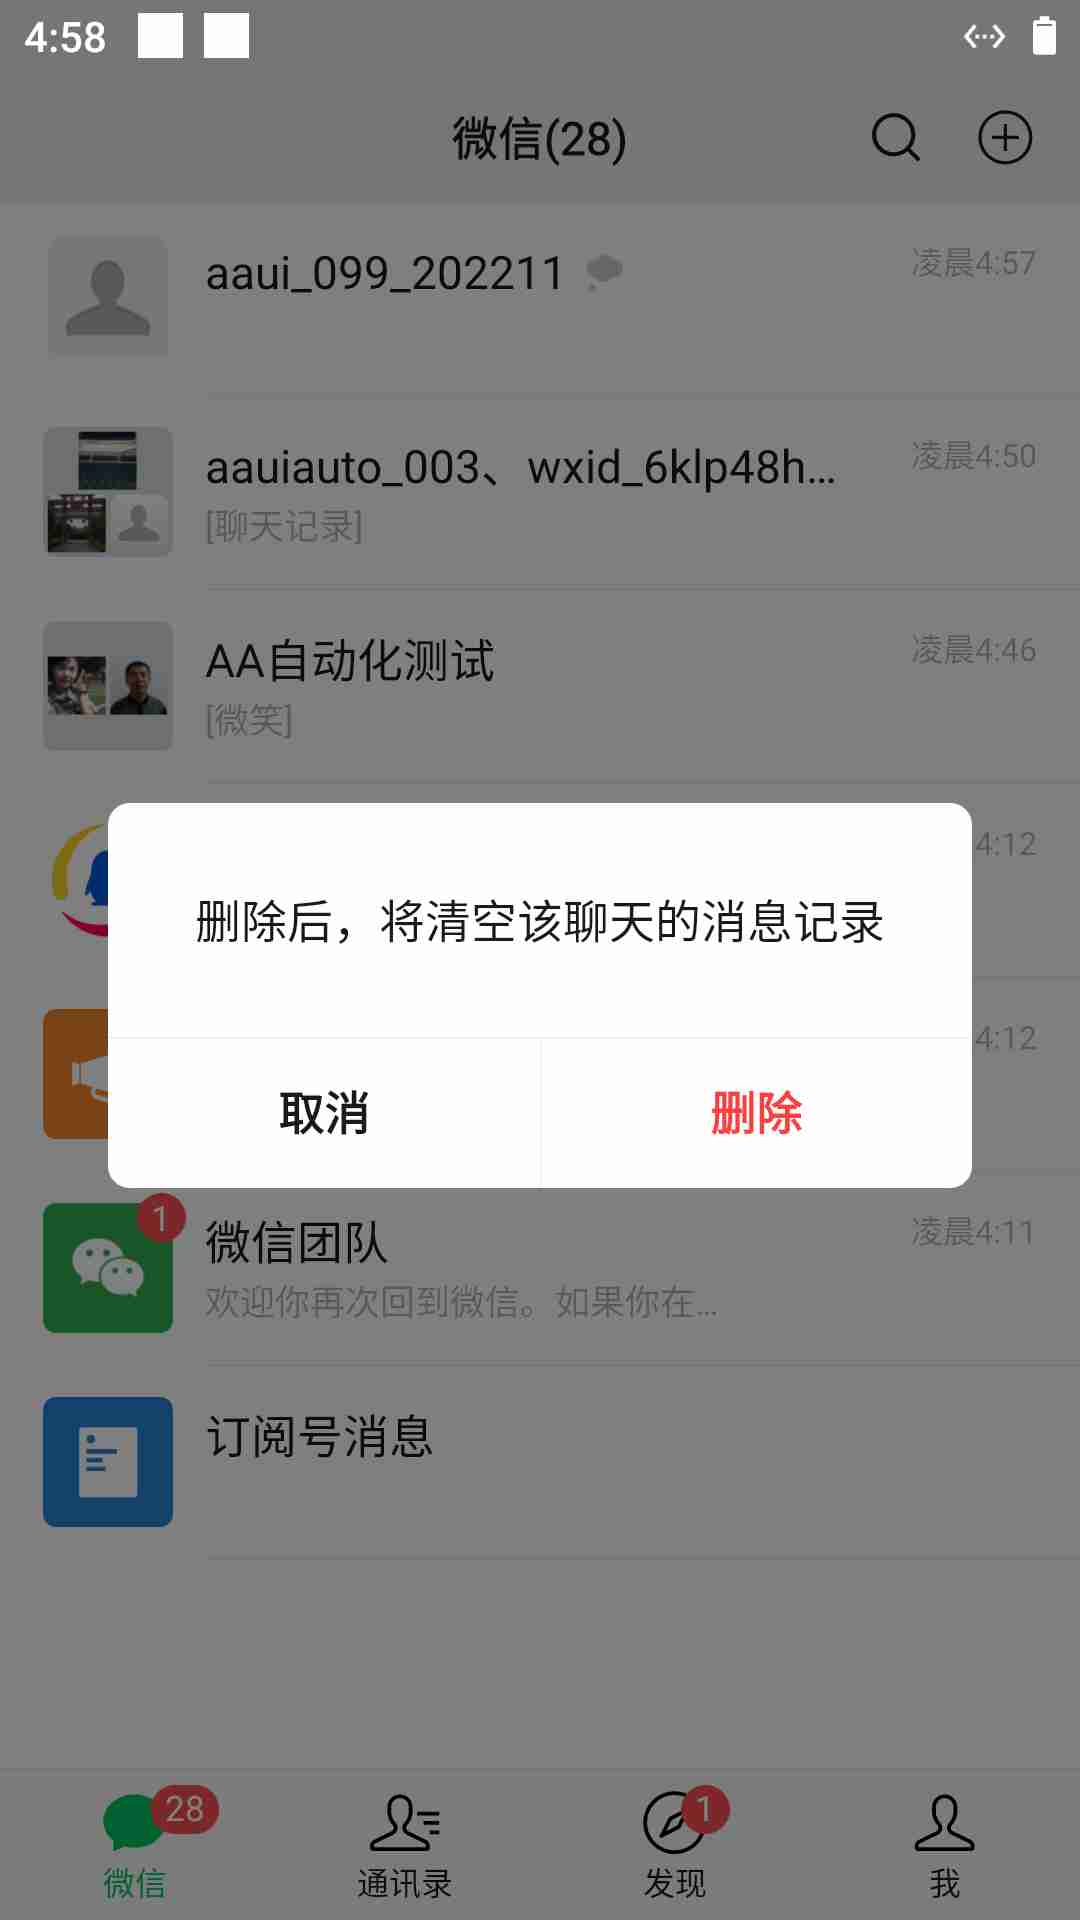 4:58
微信(28)
aaui_099_202211
凌晨4:57
aauiauto_003、wxid_6klp48h...
凌晨4:50
[聊天记录]
AA自动化测试
凌晨4:46
[微笑]
4:12
删除后，将清空该聊天的消息记录
4:12
取消
删除
1
微信团队
凌晨4:11
欢迎你再次回到微信。如果你在...
订阅号消息
28
1
微信
通讯录
发现
我